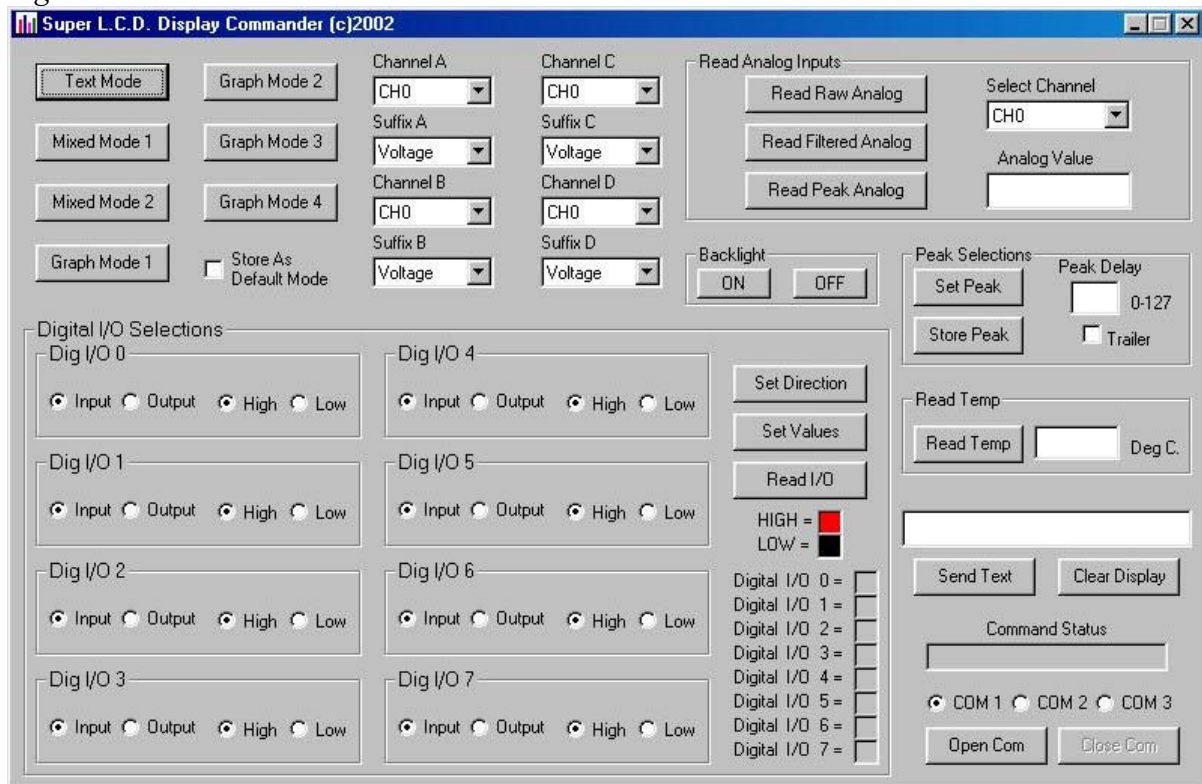 Super L.C.D. Display Commander (c)2002
Text Mode
Mixed Mode 1
Mixed Mode 2
Graph Mode 1
Graph Mode 2
Graph Mode 3
Graph Mode 4
Store As
Default Mode
Channel A
CH0
Suffix A
Voltage
Channel B
CH0
Suffix B
Voltage
Channel C
CH0
Suffix C
Voltage
Channel D
CH0
Suffix D
Voltage
Read Analog Inputs
Read Raw Analog
Read Filtered Analog
Read Peak Analog
Select Channel
CH0
Analog Value
Backlight
ON OFF
Peak Selections
Set Peak
Store Peak
Peak Delay
0-127
Trailer
Digital I/O Selections
Dig I/O 0
Input Output High Low
Dig I/O 1
Input Output High Low
Dig I/O 2
Input Output High Low
Dig I/O 3
Input Output High Low
Dig I/O 4
Input Output High Low
Dig I/O 5
Input Output High Low
Dig I/O 6
Input Output High Low
Dig I/O 7
Input Output High Low
Set Direction
Set Values
Read I/O
HIGH =
LOW =
Digital I/O 0 =
Digital I/O 1 =
Digital I/O 2 =
Digital I/O 3 =
Digital I/O 4 =
Digital I/O 5 =
Digital I/O 6 =
Digital I/O 7 =
Read Temp
Read Temp Deg C.
Send Text Clear Display
Command Status
COM 1 COM 2 COM 3
Open Com Close Com